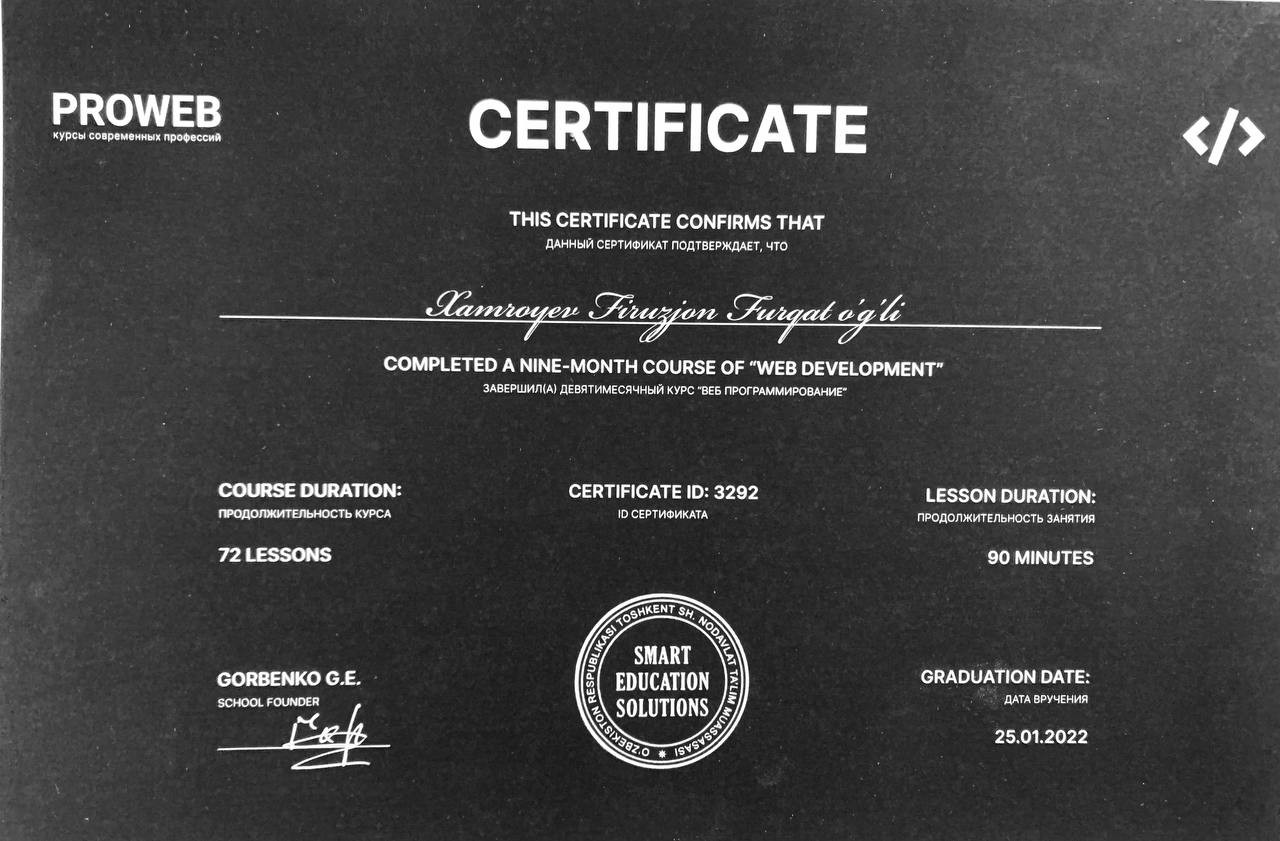 PROWEB
курсы современных профессий
CERTIFICATE
</>
THIS CERTIFICATE CONFIRMS THAT
ДАННЫЙ СЕРТИФИКАТ ПОДТВЕРЖДАЕТ, ЧТО
Xamroyev Firuzjon Furqat o'g'li
COMPLETED A NINE-MONTH COURSE OF “WEB DEVELOPMENT”
ЗАВЕРШИЛ(А) ДЕВЯТИМЕСЯЧНЫЙ КУРС “ВЕБ ПРОГРАММИРОВАНИЕ”
COURSE DURATION:
ПРОДОЛЖИТЕЛЬНОСТЬ КУРСА
72 LESSONS
CERTIFICATE ID: 3292
ID СЕРТИФИКАТА
LESSON DURATION:
ПРОДОЛЖИТЕЛЬНОСТЬ ЗАНЯТИЯ
90 MINUTES
GORBENKO G.E.
SCHOOL FOUNDER
O'ZBEKISTON RESPUBLIKASI TOSHKENT SH. NODAVLAT TA'LIM MUASSASASI
SMART
EDUCATION
SOLUTIONS
GRADUATION DATE:
ДАТА ВРУЧЕНИЯ
25.01.2022